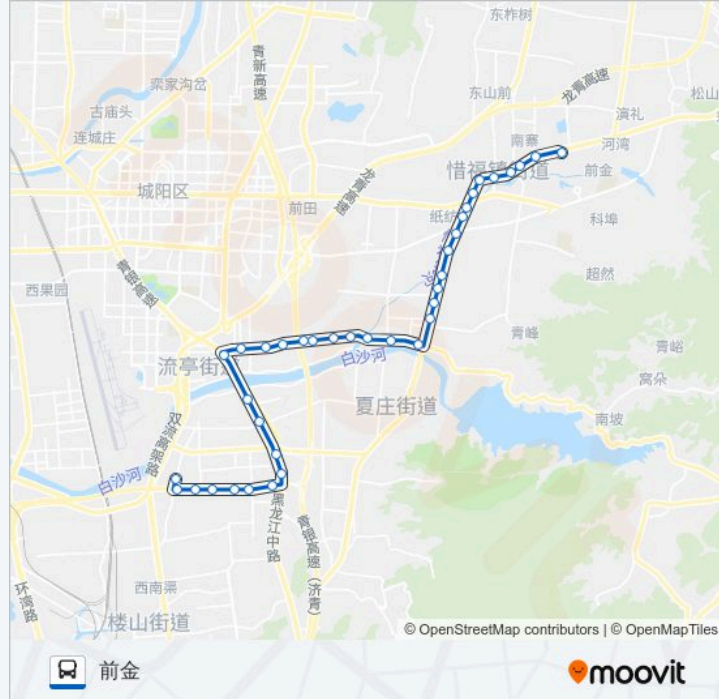 东柞树
青新高速
栾家沟岔
古庙头
连城庄
东山前
龙青高速
松山
演礼
南寨
河湾
惜福镇街道
前金
城阳区
前田
龙青高速
纸纺
科埠
超然
青银高速
西果园
青峰
青峪
流亭街道
白沙河
窝朵
夏庄街道
南坡
双流高架路
白沙河
黑龙江中路
青银高速（济青）
西南渠
环湾路
楼山街道
© OpenStreetMap contributors | © OpenMapTiles
前金
moovit